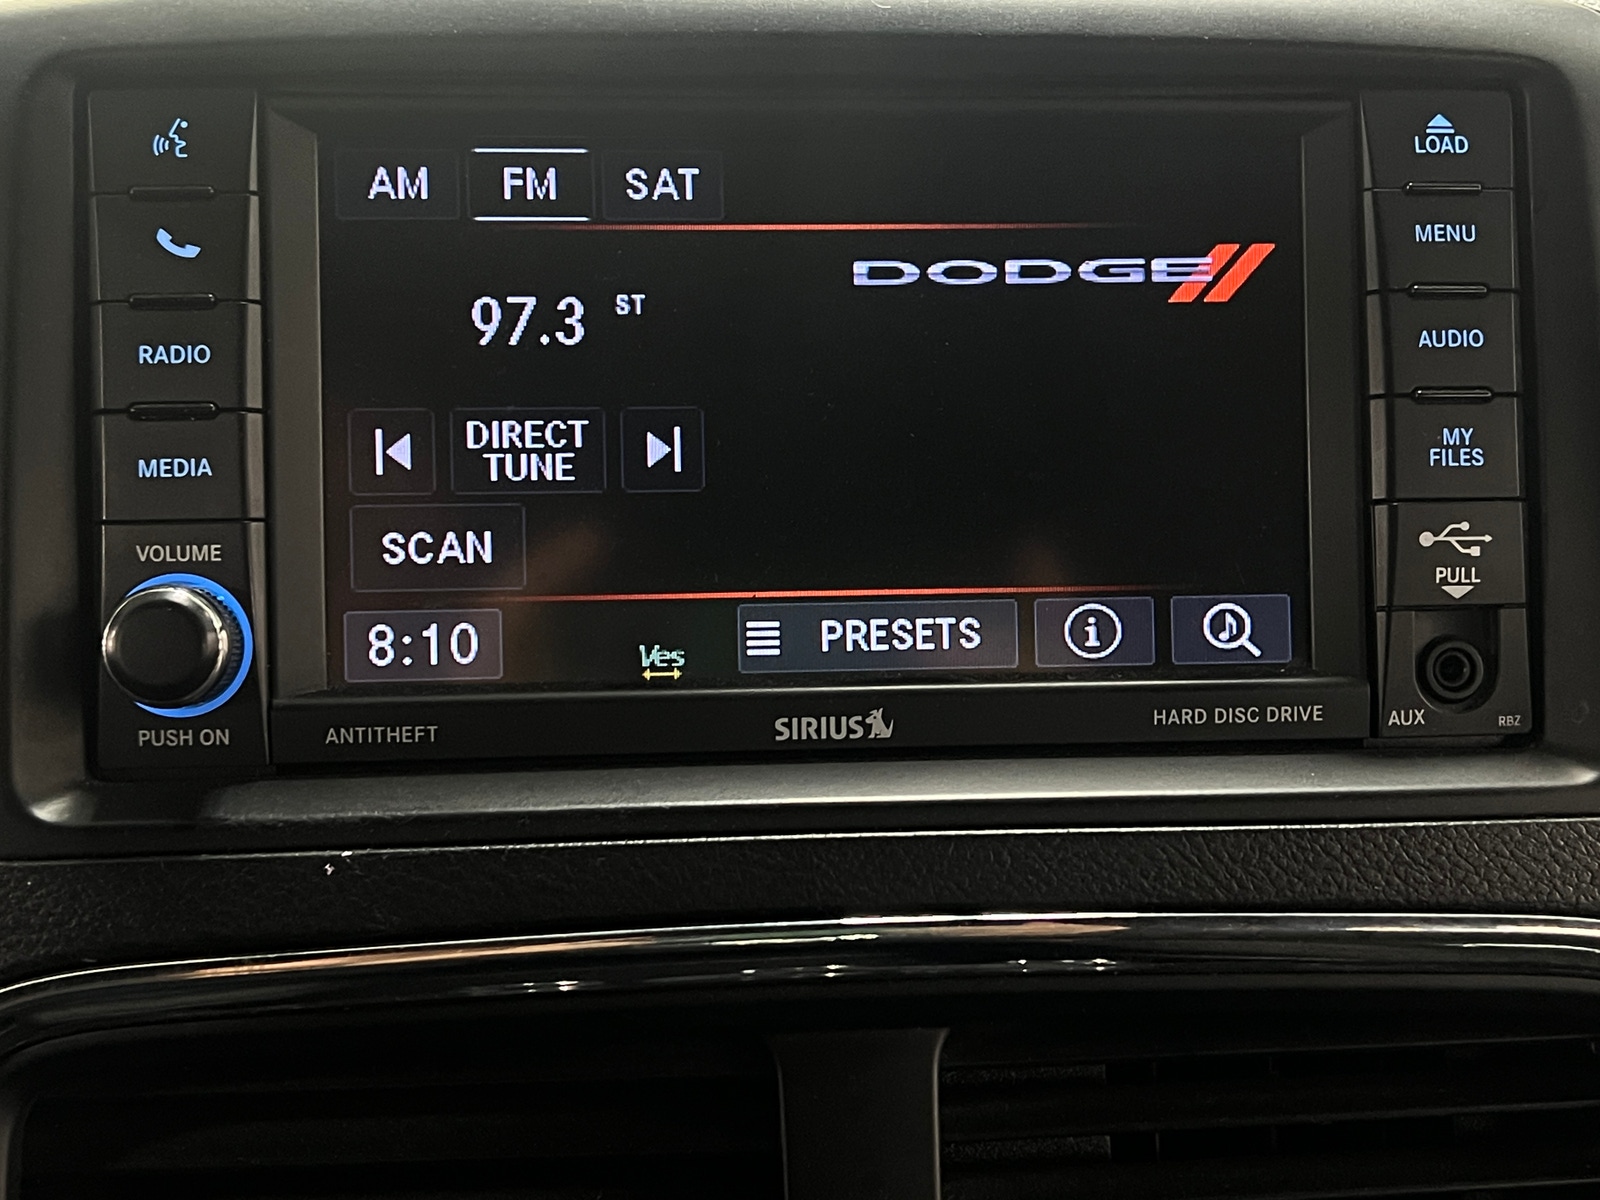 AM FM SAT
LOAD
MENU
DODGE
97.3 ST
RADIO
AUDIO
DIRECT
TUNE
MY
FILES
MEDIA
SCAN
VOLUME
PULL
8:10
Ves
PRESETS
PUSH ON
ANTITHEFT
SIRIUS
HARD DISC DRIVE
AUX
RBZ